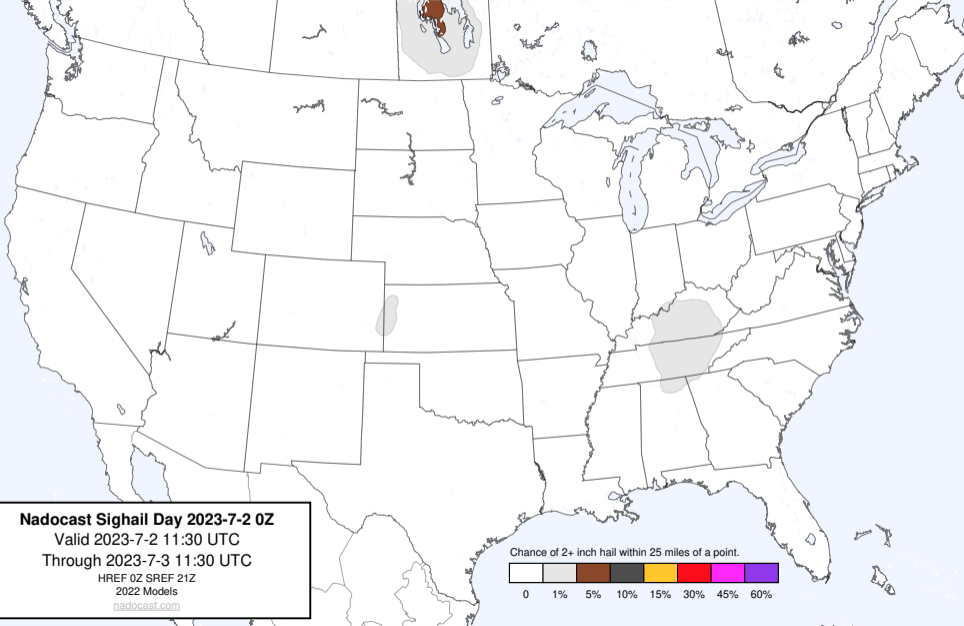 Nadocast Sighail Day 2023-7-2 0Z
Valid 2023-7-2 11:30 UTC
Through 2023-7-3 11:30 UTC
HREF 0Z SREF 21Z
2022 Models
nadocast.com
Chance of 2+ inch hail within 25 miles of a point.
0 1% 5% 10% 15% 30% 45% 60%